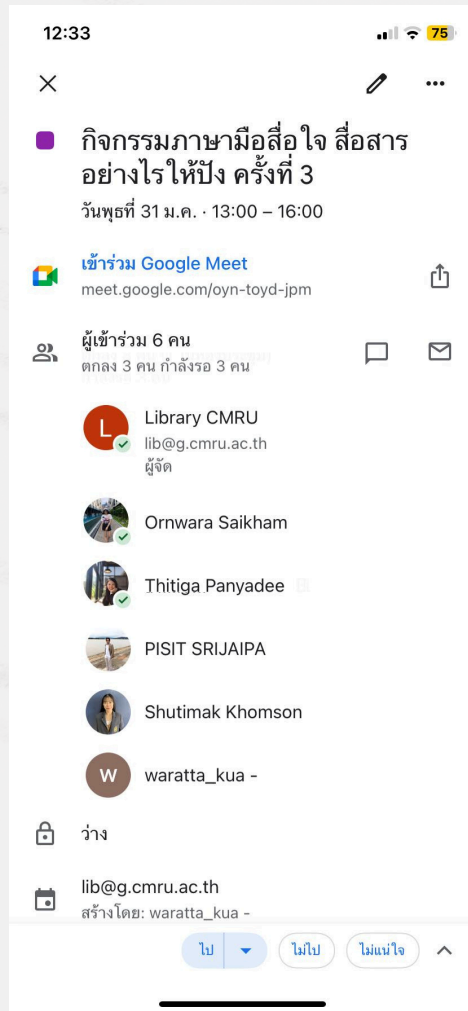 12:33
75
กิจกรรมภาษามือสื่อใจ สื่อสาร
อย่างไรให้ปัง ครั้งที่ 3
วันพุธที่ 31 ม.ค. · 13:00 – 16:00
เข้าร่วม Google Meet
meet.google.com/oyn-toyd-jpm
ผู้เข้าร่วม 6 คน
ตกลง 3 คน กำลังรอ 3 คน
L
Library CMRU
lib@g.cmru.ac.th
ผู้จัด
Ornwara Saikham
Thitiga Panyadee
PISIT SRIJAIPA
Shutimak Khomson
W
waratta_kua -
ว่าง
lib@g.cmru.ac.th
สร้างโดย: waratta_kua -
ไป
ไม่ไป
ไม่แน่ใจ